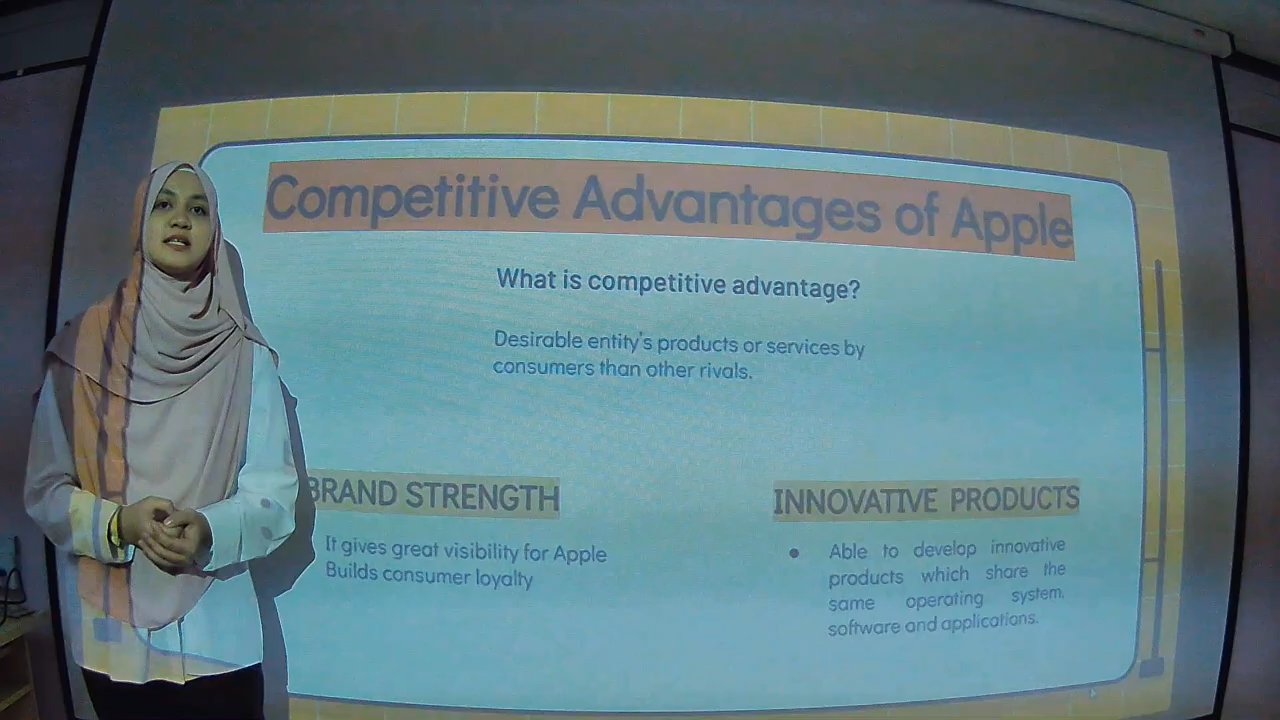 Competitive Advantages of Apple
What is competitive advantage?
Desirable entity's products or services by
consumers than other rivals.
BRAND STRENGTH
It gives great visibility for Apple
Builds consumer loyalty
INNOVATIVE PRODUCTS
• Able to develop innovative
products which share the
same operating system.
software and applications.